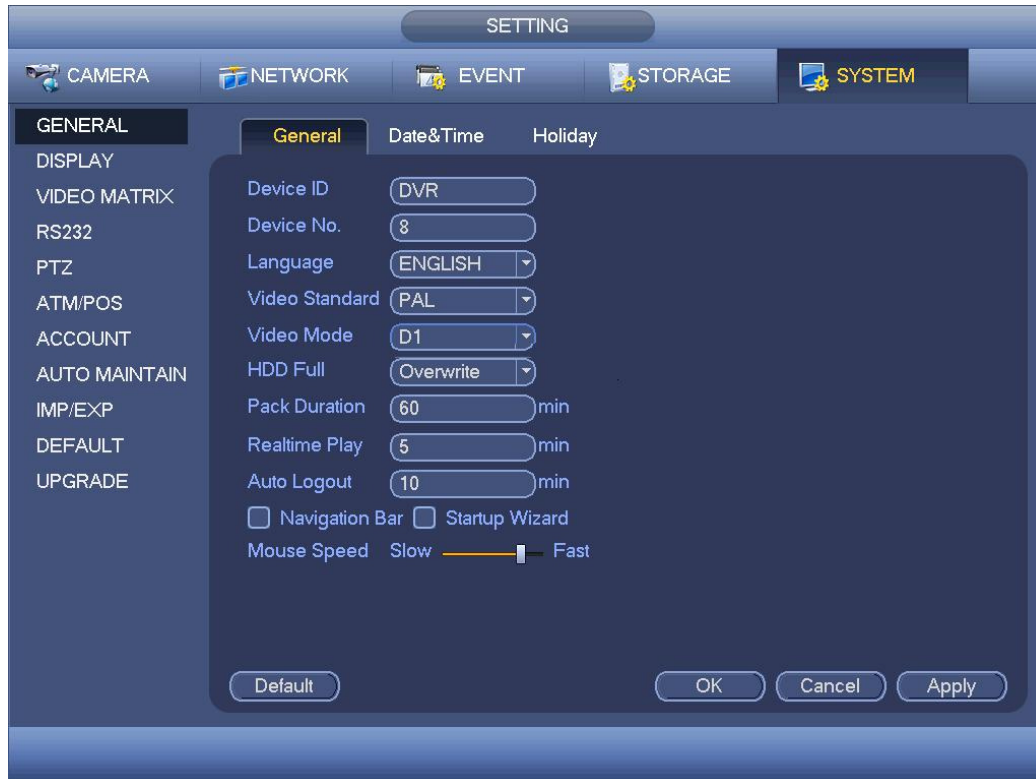 SETTING
CAMERA NETWORK EVENT STORAGE SYSTEM
GENERAL
DISPLAY
VIDEO MATRIX
RS232
PTZ
ATM/POS
ACCOUNT
AUTO MAINTAIN
IMP/EXP
DEFAULT
UPGRADE
General Date&Time Holiday
Device ID DVR
Device No. 8
Language ENGLISH
Video Standard PAL
Video Mode D1
HDD Full Overwrite
Pack Duration 60 min
Realtime Play 5 min
Auto Logout 10 min
Navigation Bar Startup Wizard
Mouse Speed Slow Fast
Default OK Cancel Apply